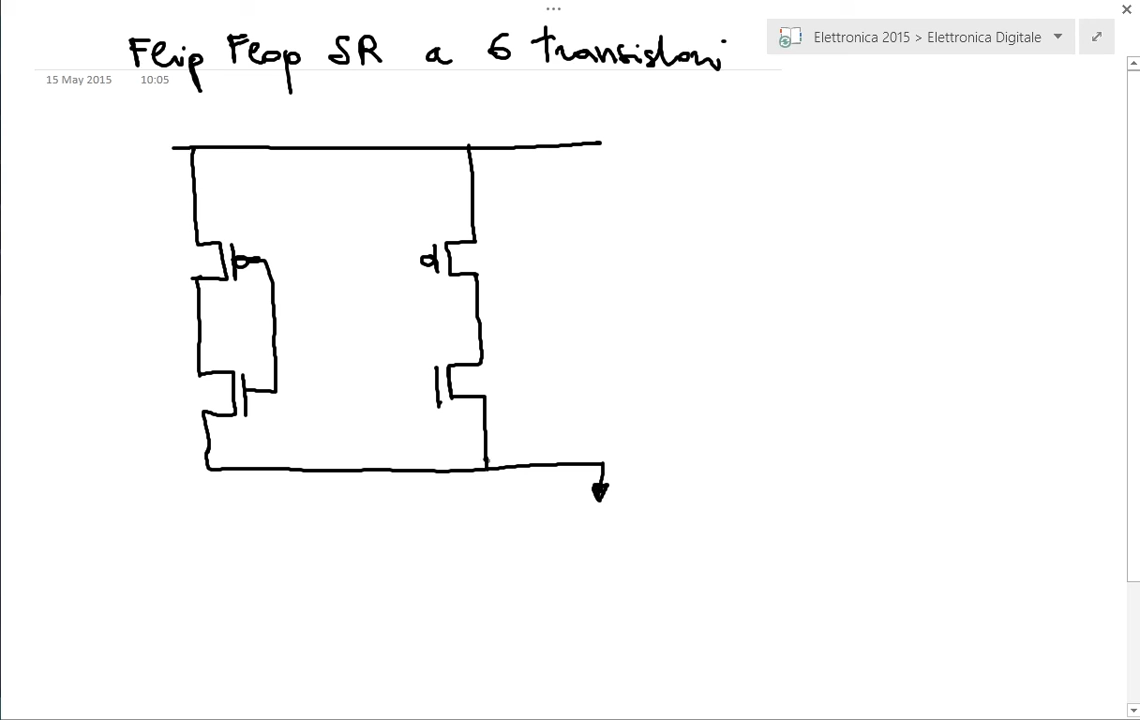 Flip Flop SR a 6 transistori
Elettronica 2015 > Elettronica Digitale
15 May 2015 10:05